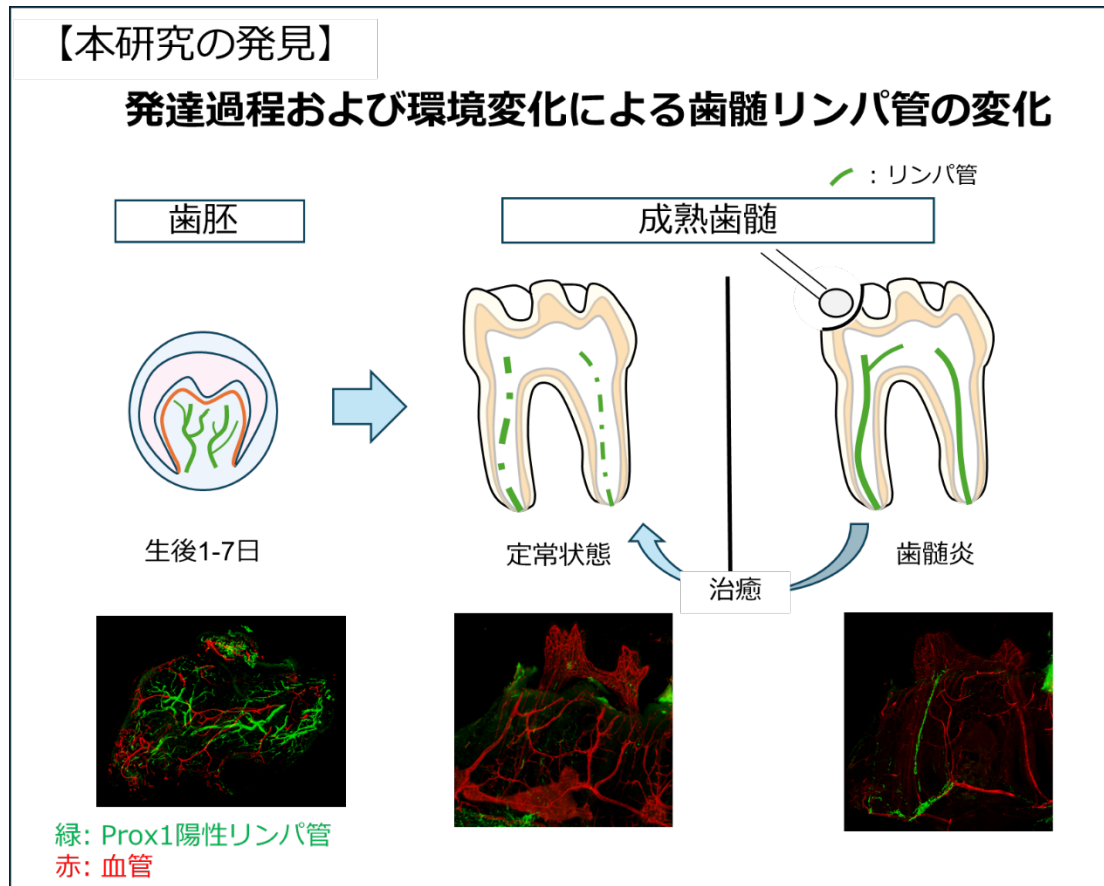 【本研究の発見】
発達過程および環境変化による歯髄リンパ管の変化
：リンパ管
歯胚
成熟歯髄
生後1-7日
定常状態
歯髄炎
治癒
緑: Prox1陽性リンパ管
赤: 血管